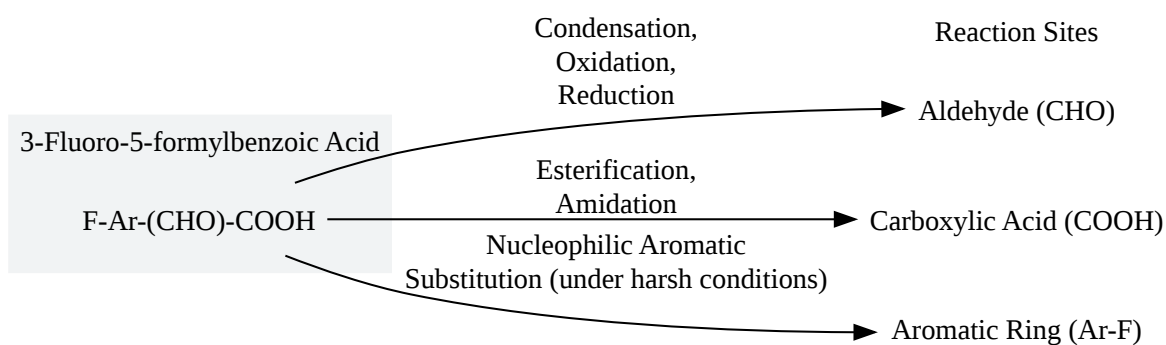 Condensation,
Oxidation,
Reduction
Reaction Sites
Aldehyde (CHO)
3-Fluoro-5-formylbenzoic Acid
F-Ar-(CHO)-COOH
Esterification,
Amidation
Carboxylic Acid (COOH)
Nucleophilic Aromatic
Substitution (under harsh conditions)
Aromatic Ring (Ar-F)